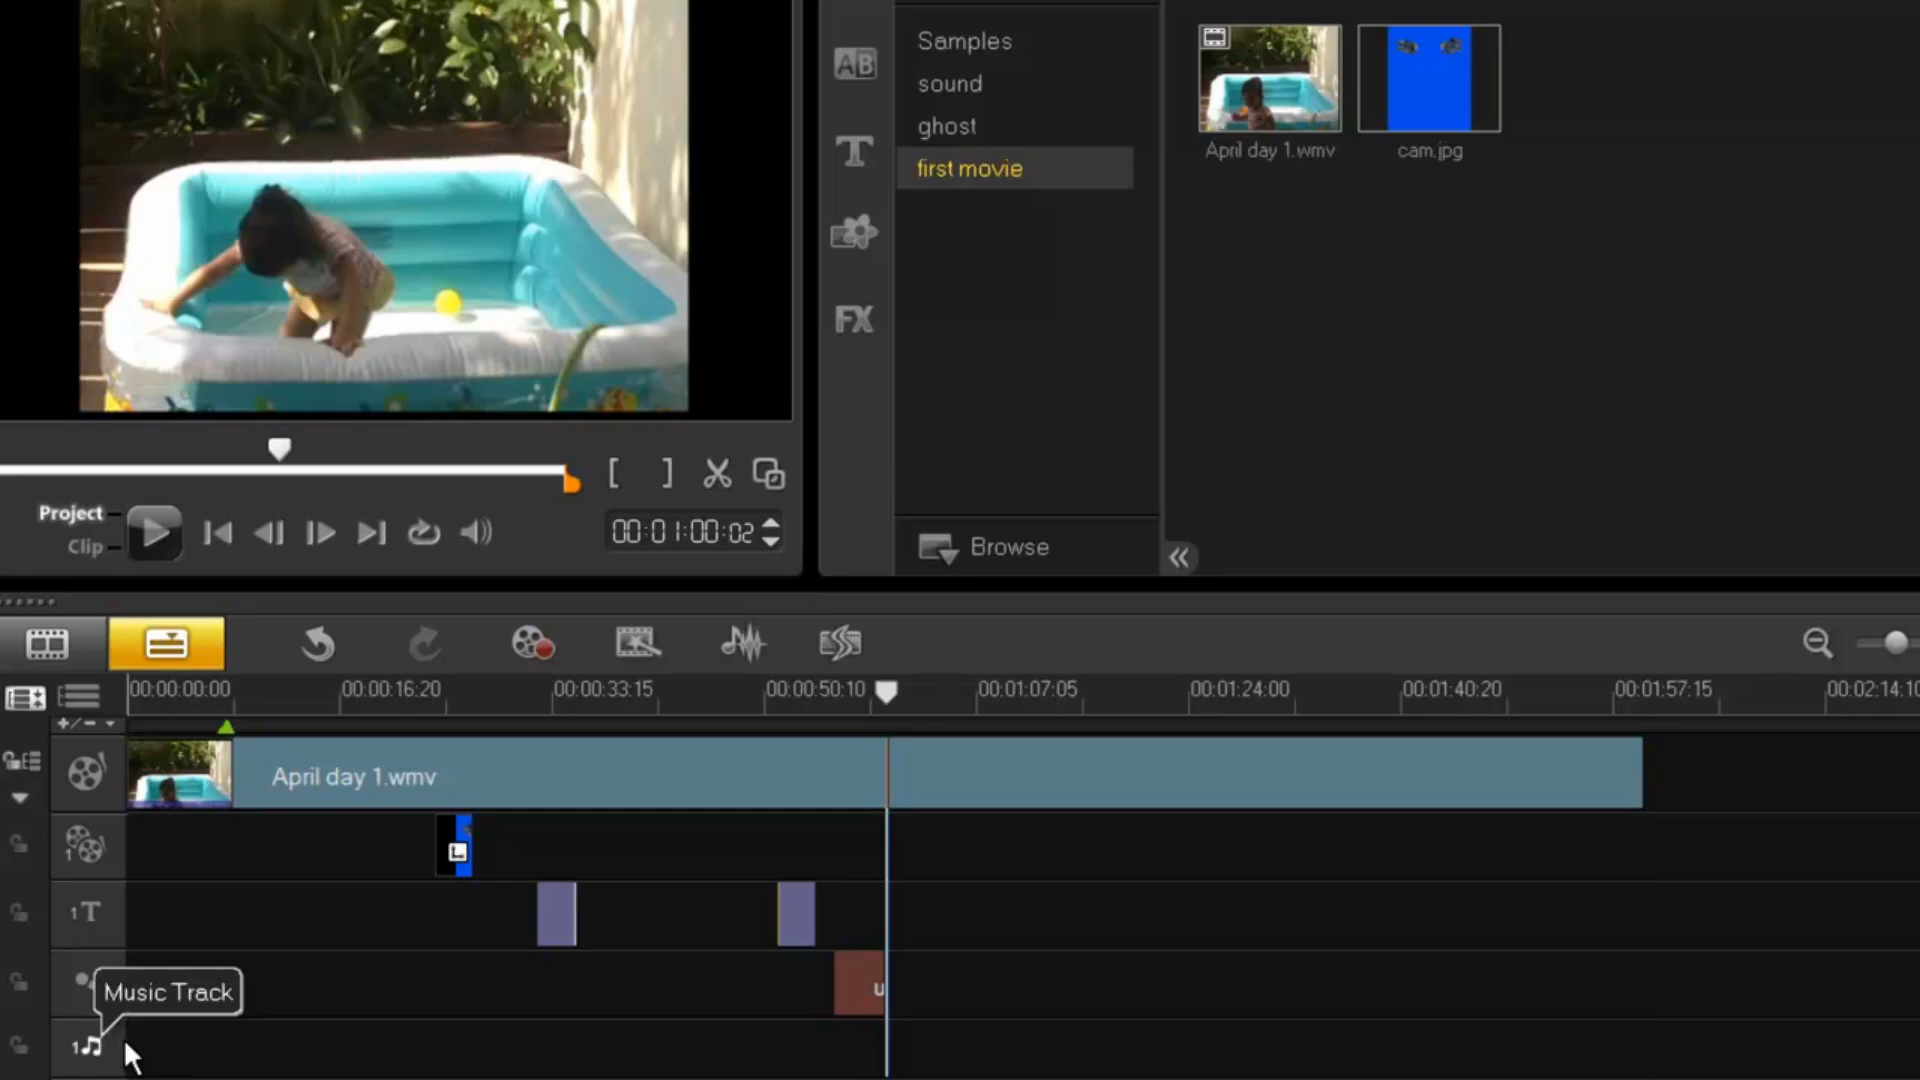 Samples
sound
ghost
first movie
April day 1.wmv
cam.jpg
AB
T
FX
Browse
Project
Clip
00:01:00:02
00:00:00:00
00:00:16:20
00:00:33:15
00:00:50:10
00:01:07:05
00:01:24:00
00:01:40:20
00:01:57:15
00:02:14:10
April day 1.wmv
1
1T
u
Music Track
1